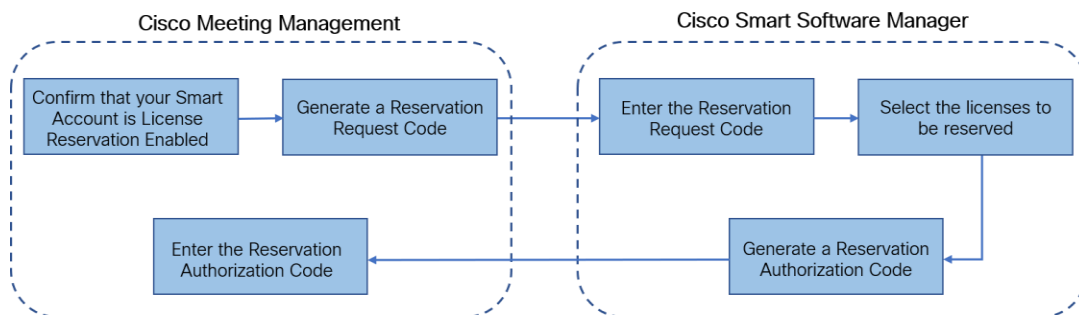 Cisco Meeting Management
Cisco Smart Software Manager
Confirm that your Smart
Account is License
Reservation Enabled
Generate a Reservation
Request Code
Enter the Reservation
Request Code
Select the licenses to
be reserved
Enter the Reservation
Authorization Code
Generate a Reservation
Authorization Code